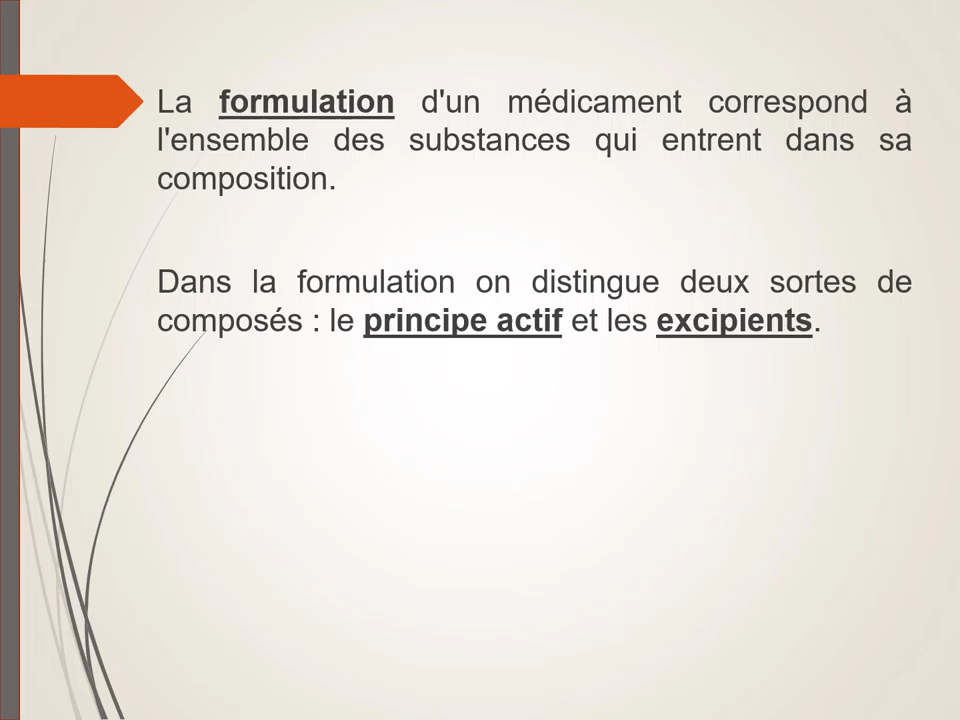 La formulation d'un médicament correspond à
l'ensemble des substances qui entrent dans sa
composition.
Dans la formulation on distingue deux sortes de
composés : le principe actif et les excipients.